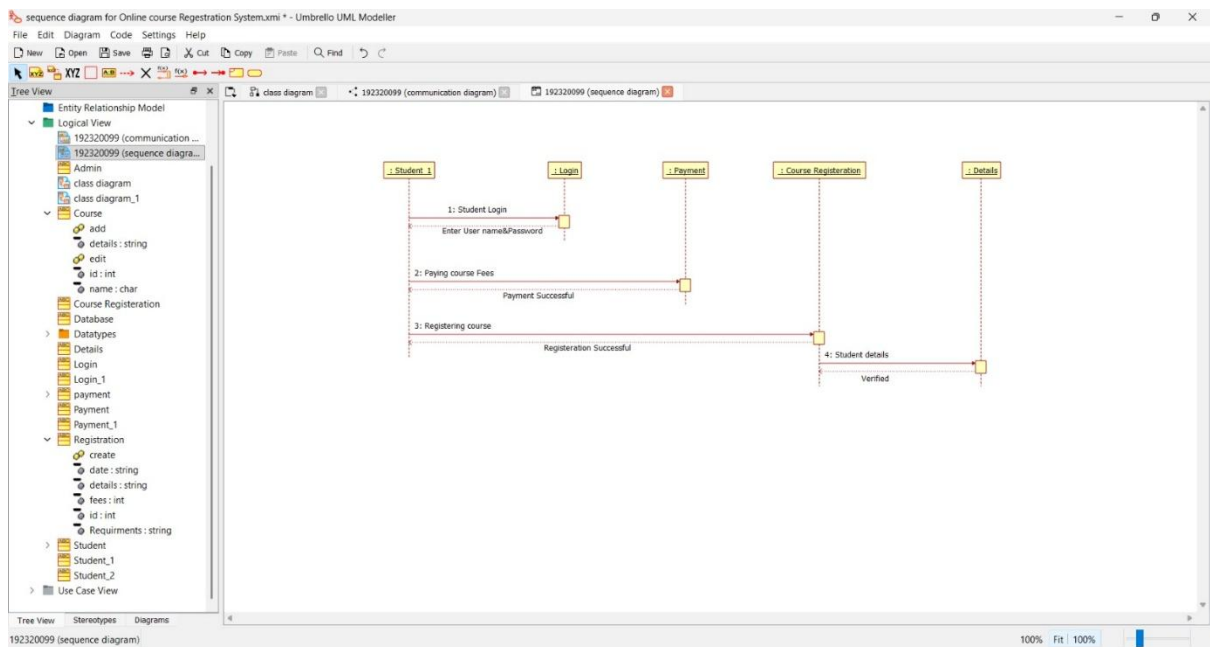 sequence diagram for Online course Regestration System.xmi * - Umbrello UML Modeller
File Edit Diagram Code Settings Help
New Open Save Cut Copy Paste Find
XYZ XYZ A.B f(x) f(x)
Tree View
class diagram 192320099 (communication diagram) 192320099 (sequence diagram)
Entity Relationship Model
Logical View
192320099 (communication ...
192320099 (sequence diagra...
Admin
class diagram
class diagram_1
Course
add
details : string
edit
id : int
name : char
Course Registeration
Database
Datatypes
Details
Login
Login_1
payment
Payment
Payment_1
Registration
create
date : string
details : string
fees : int
id : int
Requirments : string
Student
Student_1
Student_2
Use Case View
: Student_1 : Login : Payment : Course Registeration : Details
1: Student Login
Enter User name&Password
2: Paying course Fees
Payment Successful
3: Registering course
Registeration Successful
4: Student details
Verified
Tree View Stereotypes Diagrams
192320099 (sequence diagram) 100% Fit 100%